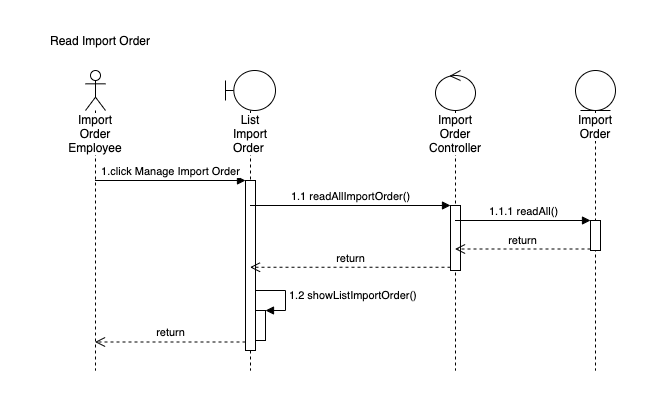 Read Import Order
Import
Order
Employee
List
Import
Order
Import
Order
Controller
Import
Order
1.click Manage Import Order
1.1 readAllImportOrder()
1.1.1 readAll()
return
return
1.2 showListImportOrder()
return